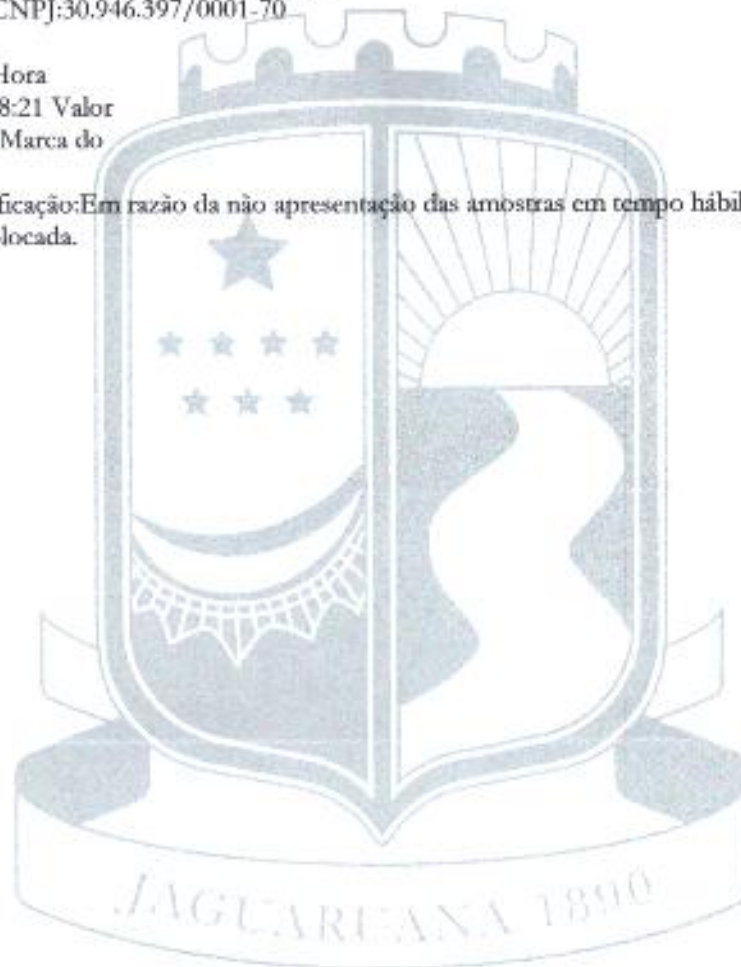 CNPJ:30.946.397/0001-70
Hora
8:21 Valor
Marca do
ficação:Em razão da não apresentação das amostras em tempo hábil
olocada.
JAGUARUANA 1890